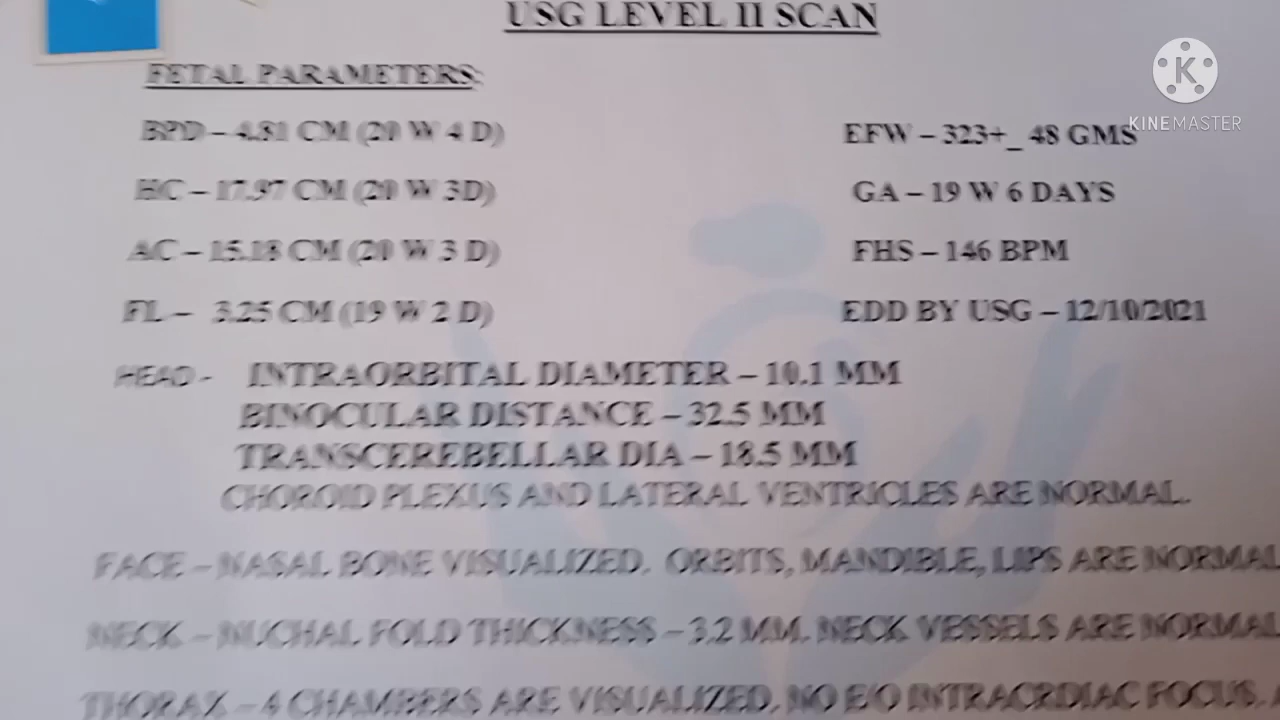 USG LEVEL II SCAN
FETAL PARAMETERS:
BPD – 4.81 CM (20 W 4 D)
EFW – 323+_ 48 GMS
HC – 17.97 CM (20 W 3D)
GA – 19 W 6 DAYS
AC – 15.18 CM (20 W 3 D)
FHS – 146 BPM
FL – 3.25 CM (19 W 2 D)
EDD BY USG – 12/10/2021
HEAD - INTRAORBITAL DIAMETER – 10.1 MM
BINOCULAR DISTANCE – 32.5 MM
TRANSCEREBELLAR DIA – 18.5 MM
CHOROID PLEXUS AND LATERAL VENTRICLES ARE NORMAL.
FACE – NASAL BONE VISUALIZED. ORBITS, MANDIBLE, LIPS ARE NORMAL
NECK – NUCHAL FOLD THICKNESS – 3.2 MM. NECK VESSELS ARE NORMAL
THORAX – 4 CHAMBERS ARE VISUALIZED. NO E/O INTRACRDIAC FOCUS.
K
KINEMASTER